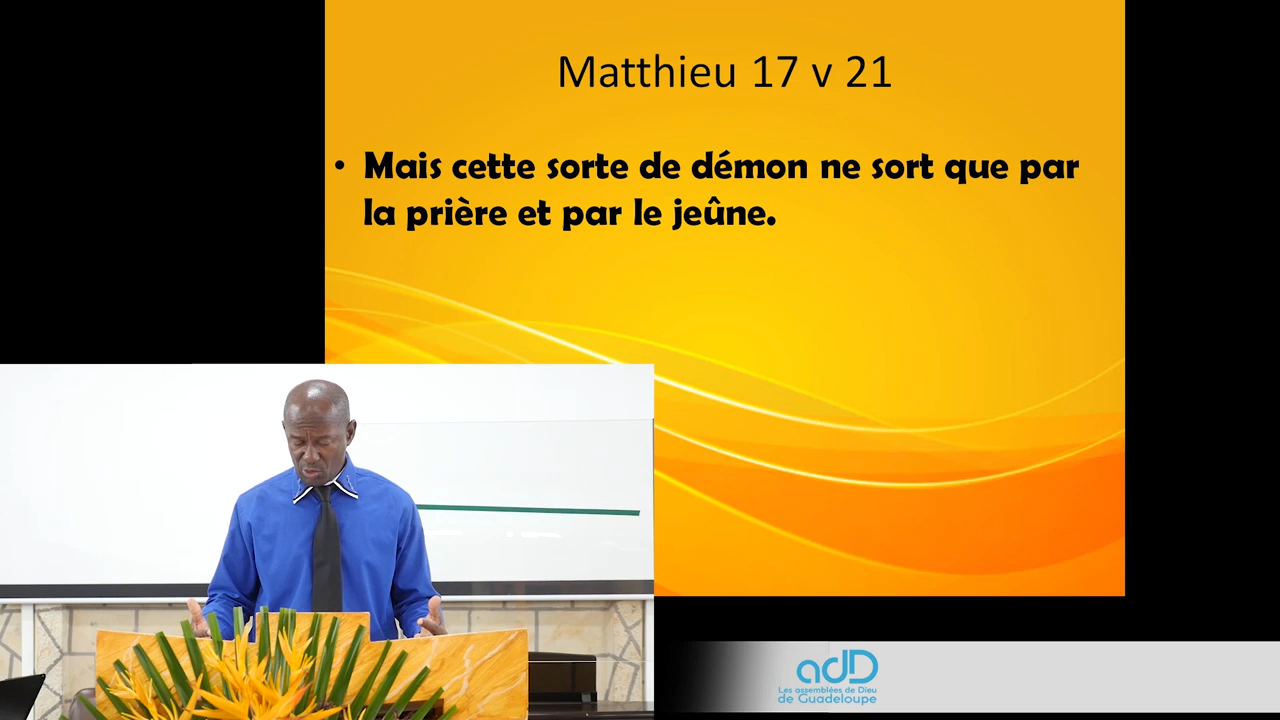 Matthieu 17 v 21
• Mais cette sorte de démon ne sort que par
la prière et par le jeûne.
adD
Les assemblées de Dieu
de Guadeloupe